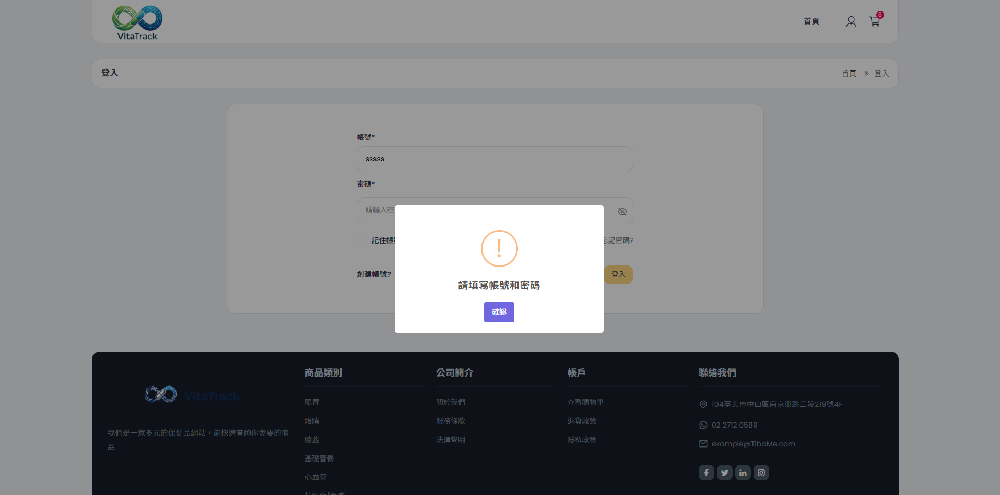 VitaTrack
首頁
3
登入
首頁 » 登入
帳號*
sssss
密碼*
請輸入密
記住帳
忘記密碼?
創建帳號?
登入
!
請填寫帳號和密碼
確認
VitaTrack
我們是一家多元的保健品網站，能快速查詢你需要的商
品
商品類別
腸胃
眼睛
膝蓋
基礎營養
心血管
公司簡介
關於我們
服務條款
法律聲明
帳戶
查看購物車
退貨政策
隱私政策
聯絡我們
104臺北市中山區南京東路三段219號4F
02 2712 0589
example@TibaMe.com